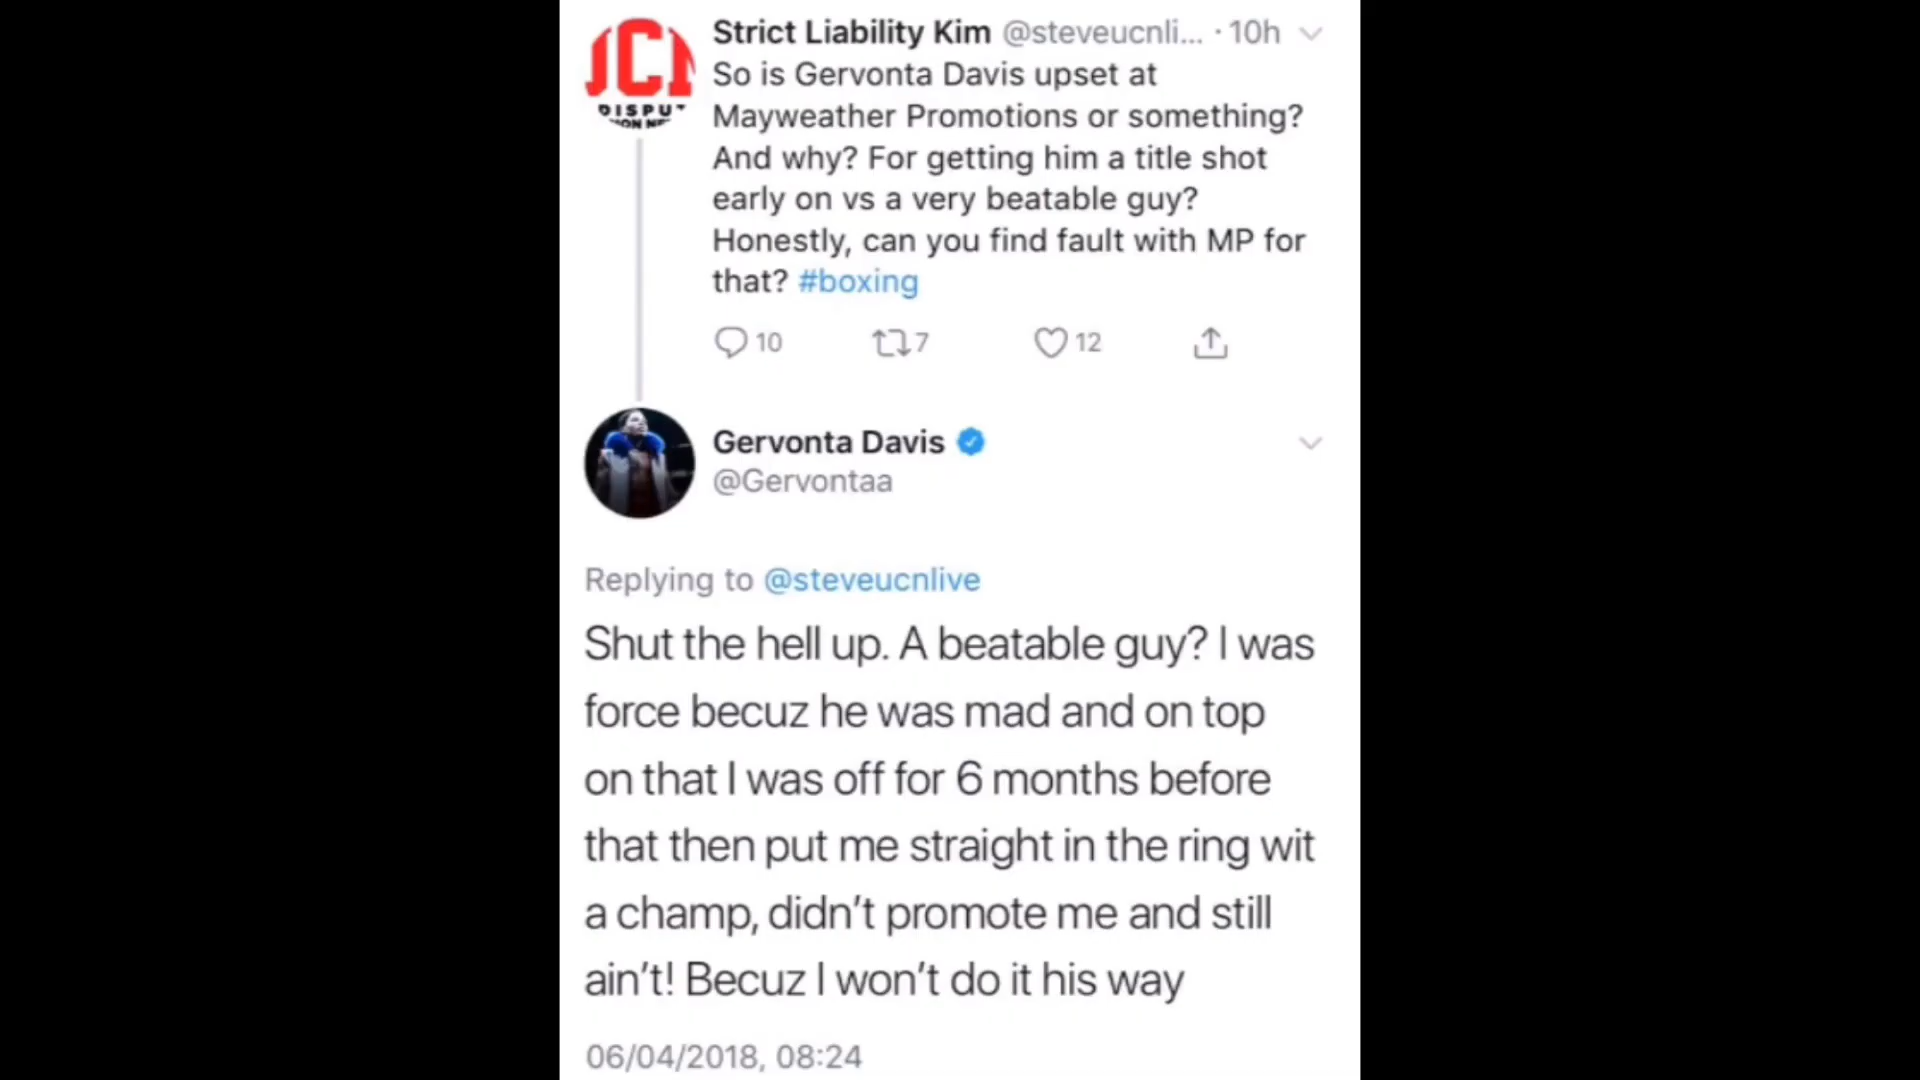 Strict Liability Kim @steveucnli... · 10h
So is Gervonta Davis upset at
Mayweather Promotions or something?
And why? For getting him a title shot
early on vs a very beatable guy?
Honestly, can you find fault with MP for
that? #boxing
10 7 12
Gervonta Davis
@Gervontaa
Replying to @steveucnlive
Shut the hell up. A beatable guy? I was
force becuz he was mad and on top
on that I was off for 6 months before
that then put me straight in the ring wit
a champ, didn't promote me and still
ain't! Becuz I won't do it his way
06/04/2018, 08:24